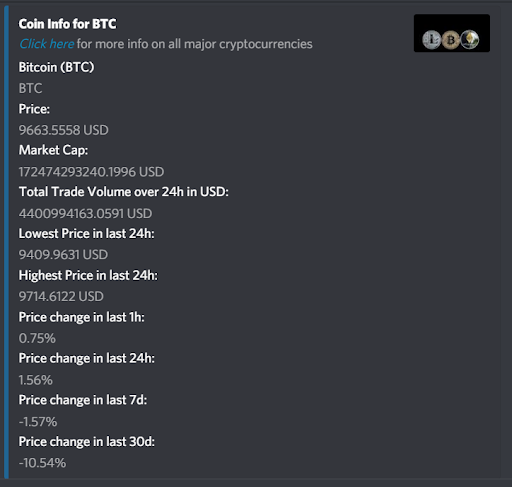 Coin Info for BTC
Click here for more info on all major cryptocurrencies
Bitcoin (BTC)
BTC
Price:
9663.5558 USD
Market Cap:
172474293240.1996 USD
Total Trade Volume over 24h in USD:
4400994163.0591 USD
Lowest Price in last 24h:
9409.9631 USD
Highest Price in last 24h:
9714.6122 USD
Price change in last 1h:
0.75%
Price change in last 24h:
1.56%
Price change in last 7d:
-1.57%
Price change in last 30d:
-10.54%